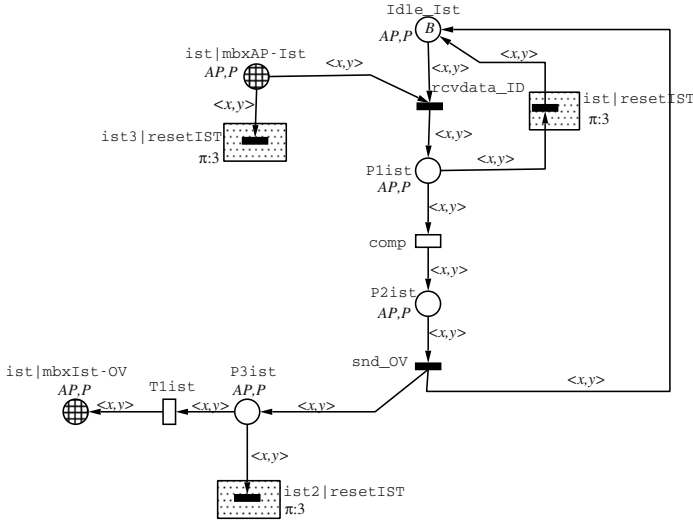 Idle_Ist
AP,P B
ist|mbxAP-Ist
AP,P
<x,y>
<x,y>
<x,y>
<x,y>
rcvdata_ID
ist|resetIST
π:3
<x,y>
ist3|resetIST
π:3
<x,y>
<x,y>
P1ist
AP,P
<x,y>
comp
<x,y>
P2ist
AP,P
<x,y>
snd_OV
ist|mbxIst-OV
AP,P
T1ist
P3ist
AP,P
<x,y>
<x,y>
<x,y>
<x,y>
<x,y>
ist2|resetIST
π:3